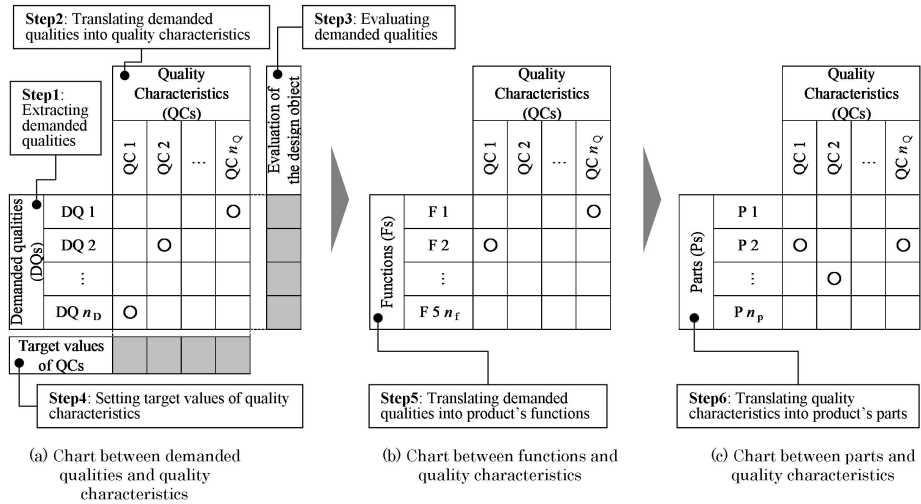 Step2: Translating demanded
qualities into quality characteristics
Step3: Evaluating
demanded qualities
Step1:
Extracting
demanded
qualities
Quality
Characteristics
(QCs)
QC 1
QC 2
...
QC nQ
Evaluation of
the design object
Demanded qualities
(DQs)
DQ 1
DQ 2
⋮
DQ nD
Target values
of QCs
Step4: Setting target values of quality
characteristics
(a) Chart between demanded
qualities and quality
characteristics
Quality
Characteristics
(QCs)
QC 1
QC 2
...
QC nQ
Functions (Fs)
F 1
F 2
⋮
F 5 nf
Step5: Translating demanded
qualities into product's functions
(b) Chart between functions and
quality characteristics
Quality
Characteristics
(QCs)
QC 1
QC 2
...
QC nQ
Parts (Ps)
P 1
P 2
⋮
P np
Step6: Translating quality
characteristics into product's parts
(c) Chart between parts and
quality characteristics